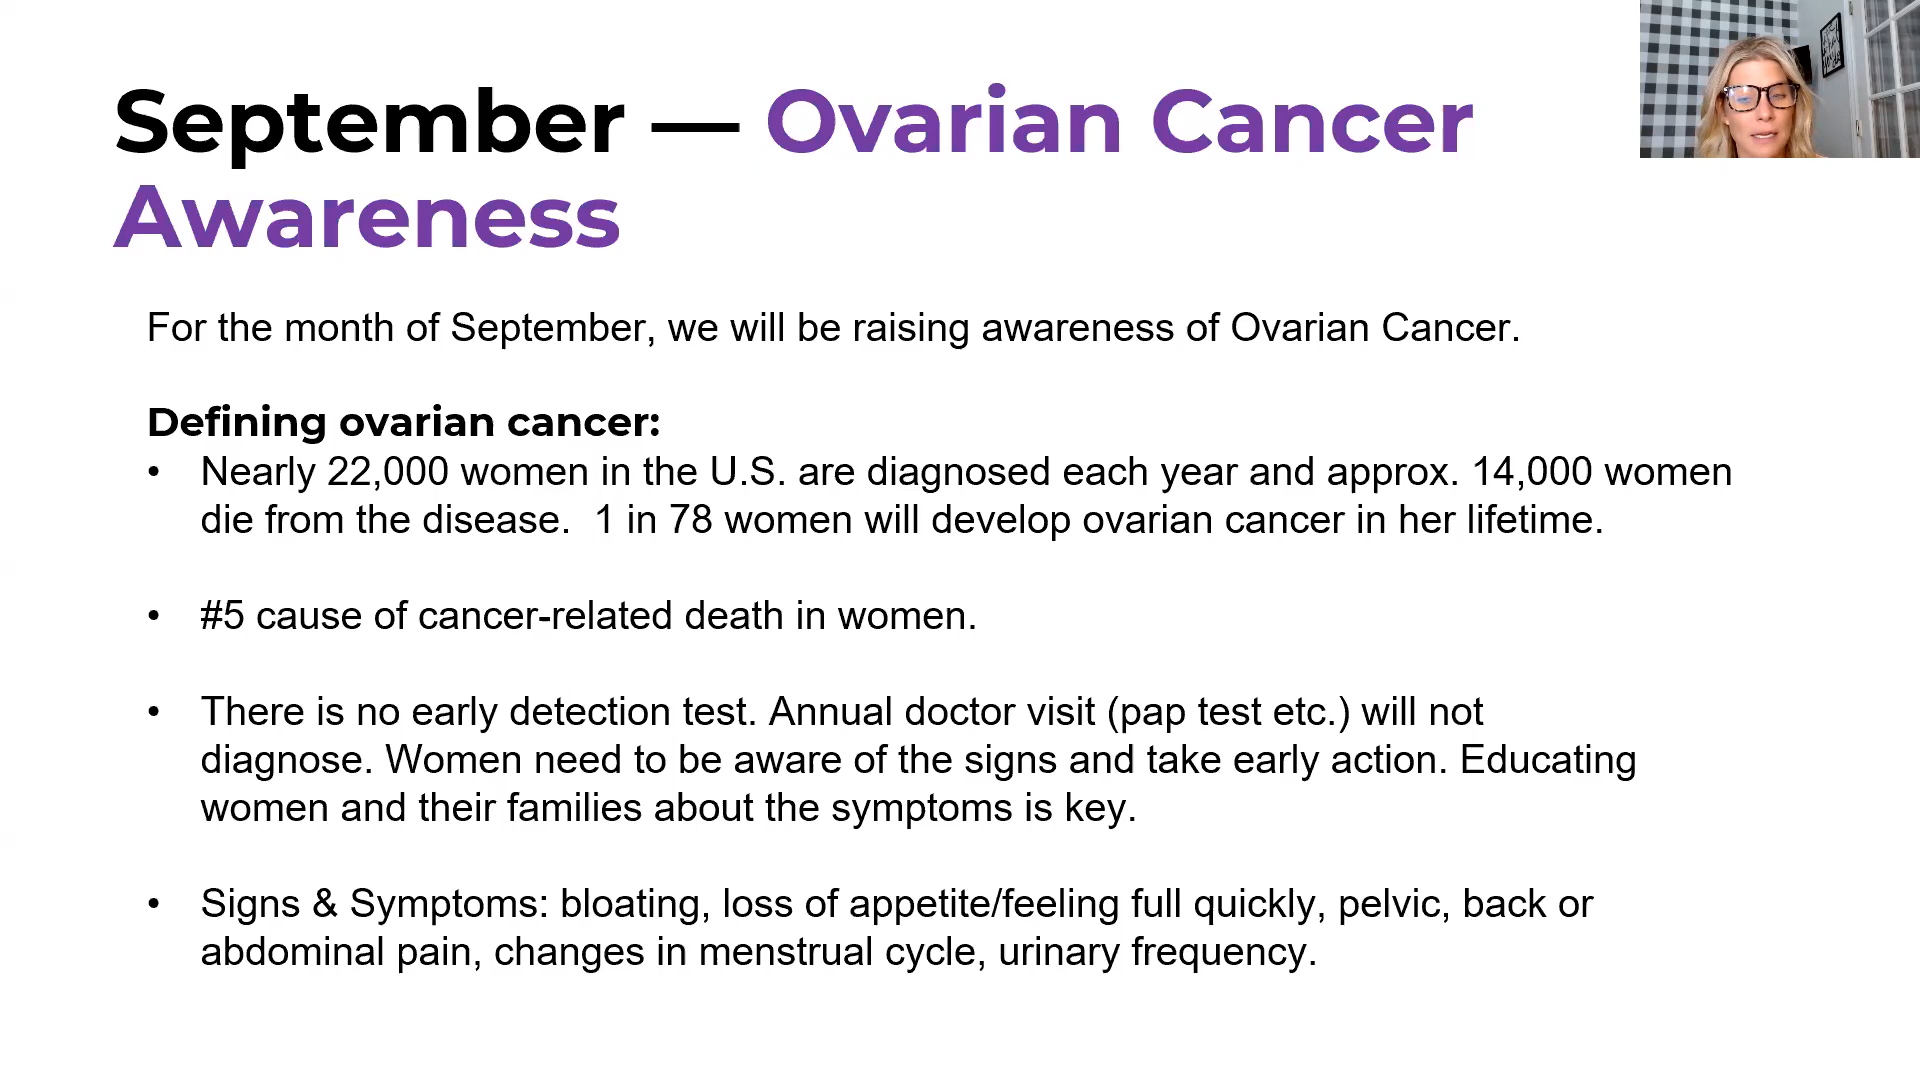 September — Ovarian Cancer
Awareness
For the month of September, we will be raising awareness of Ovarian Cancer.
Defining ovarian cancer:
• Nearly 22,000 women in the U.S. are diagnosed each year and approx. 14,000 women
die from the disease.  1 in 78 women will develop ovarian cancer in her lifetime.
• #5 cause of cancer-related death in women.
• There is no early detection test. Annual doctor visit (pap test etc.) will not
diagnose. Women need to be aware of the signs and take early action. Educating
women and their families about the symptoms is key.
• Signs & Symptoms: bloating, loss of appetite/feeling full quickly, pelvic, back or
abdominal pain, changes in menstrual cycle, urinary frequency.